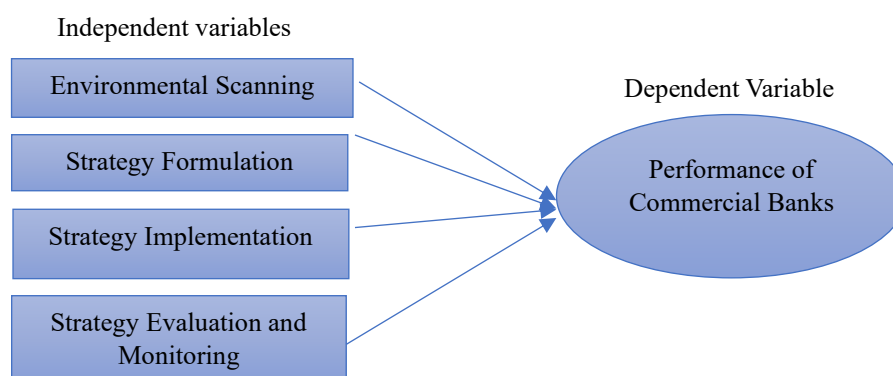 Independent variables
Environmental Scanning
Strategy Formulation
Strategy Implementation
Strategy Evaluation and
Monitoring
Dependent Variable
Performance of
Commercial Banks